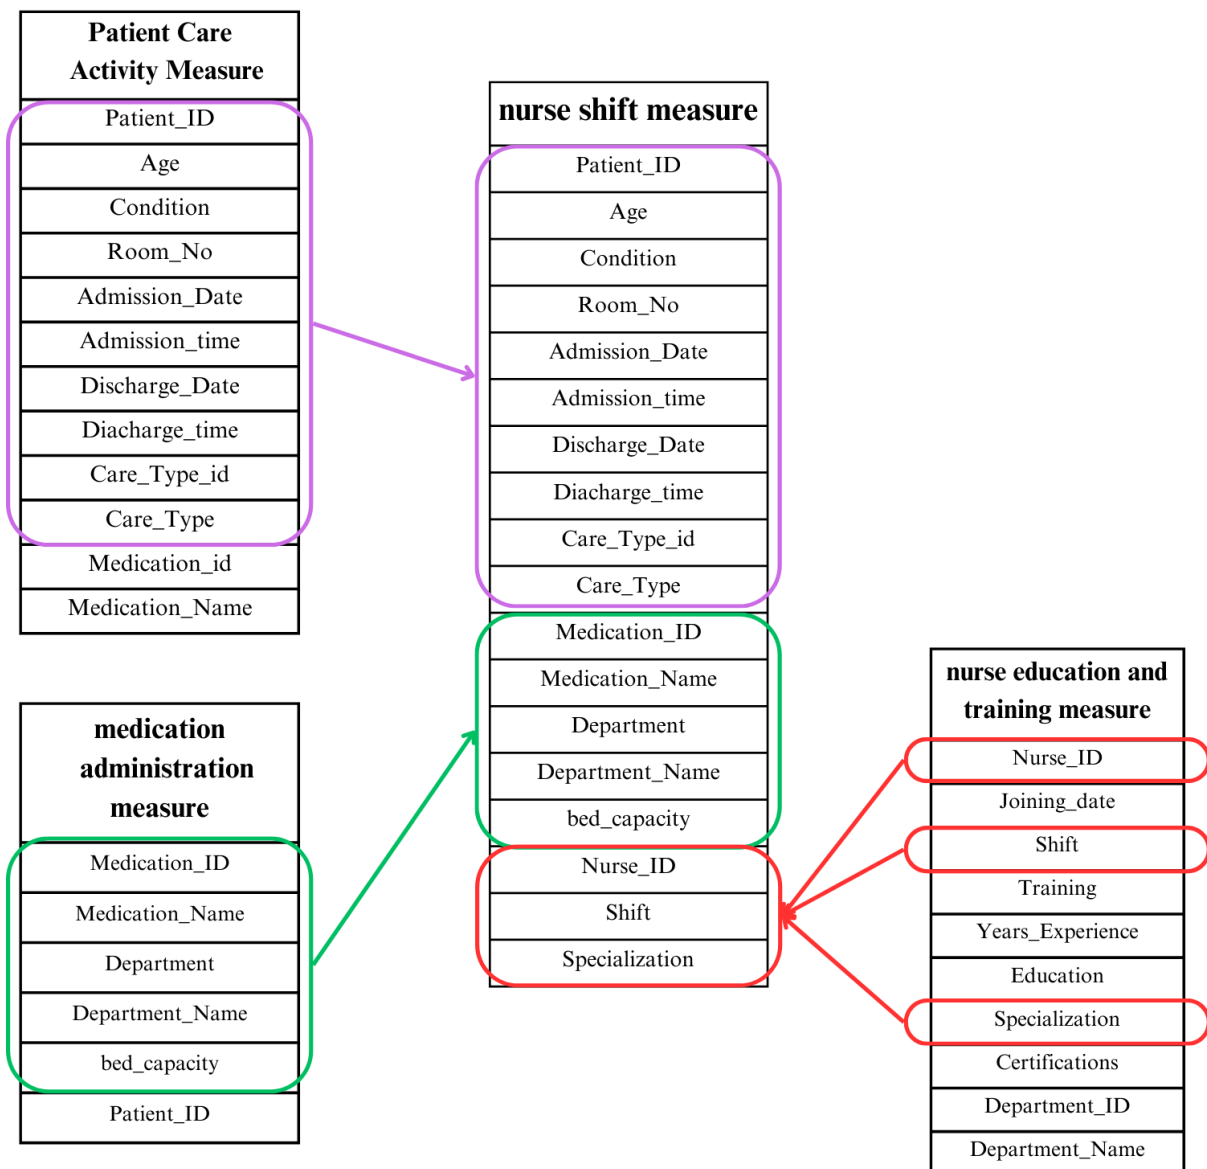 Patient Care
Activity Measure
Patient_ID
Age
Condition
Room_No
Admission_Date
Admission_time
Discharge_Date
Diacharge_time
Care_Type_id
Care_Type
Medication_id
Medication_Name
medication
administration
measure
Medication_ID
Medication_Name
Department
Department_Name
bed_capacity
Patient_ID
nurse shift measure
Patient_ID
Age
Condition
Room_No
Admission_Date
Admission_time
Discharge_Date
Diacharge_time
Care_Type_id
Care_Type
Medication_ID
Medication_Name
Department
Department_Name
bed_capacity
Nurse_ID
Shift
Specialization
nurse education and
training measure
Nurse_ID
Joining_date
Shift
Training
Years_Experience
Education
Specialization
Certifications
Department_ID
Department_Name